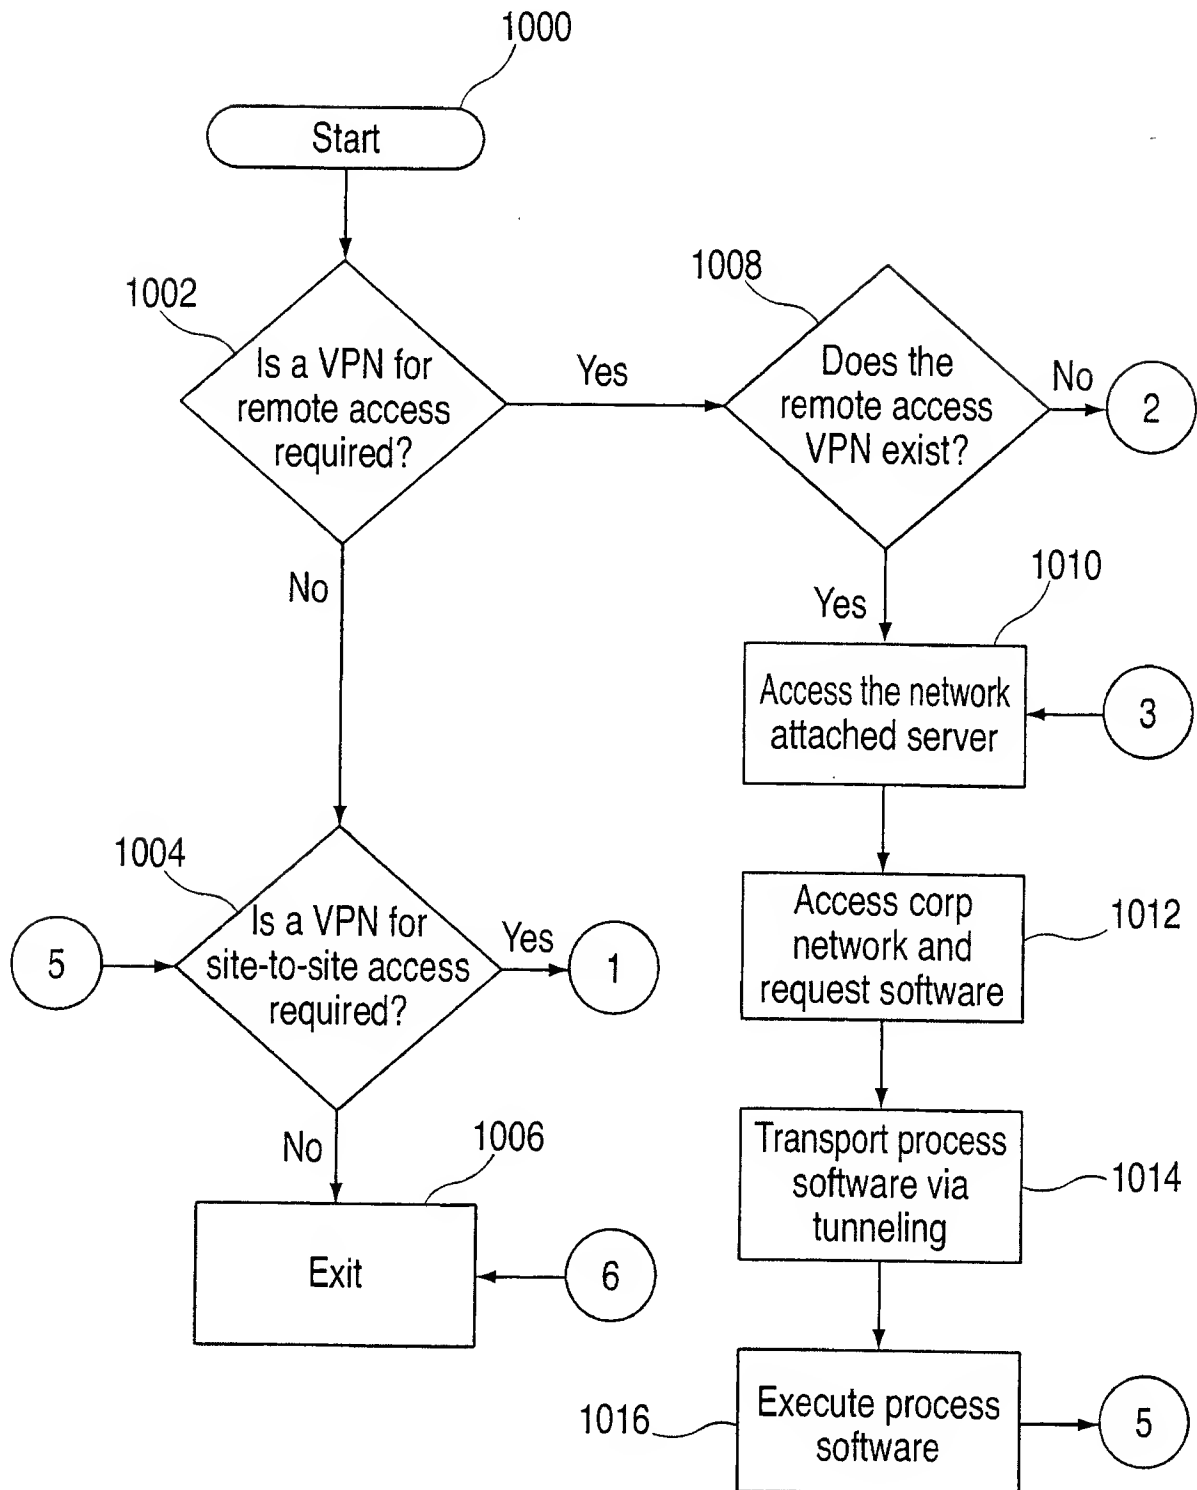 1000
Start
1002
Is a VPN for
remote access
required?
Yes
1008
Does the
remote access
VPN exist?
No
2
No
Yes
1010
Access the network
attached server
3
1004
5
Is a VPN for
site-to-site access
required?
Yes
1
Access corp
network and
request software
1012
No
1006
Exit
6
Transport process
software via
tunneling
1014
1016
Execute process
software
5